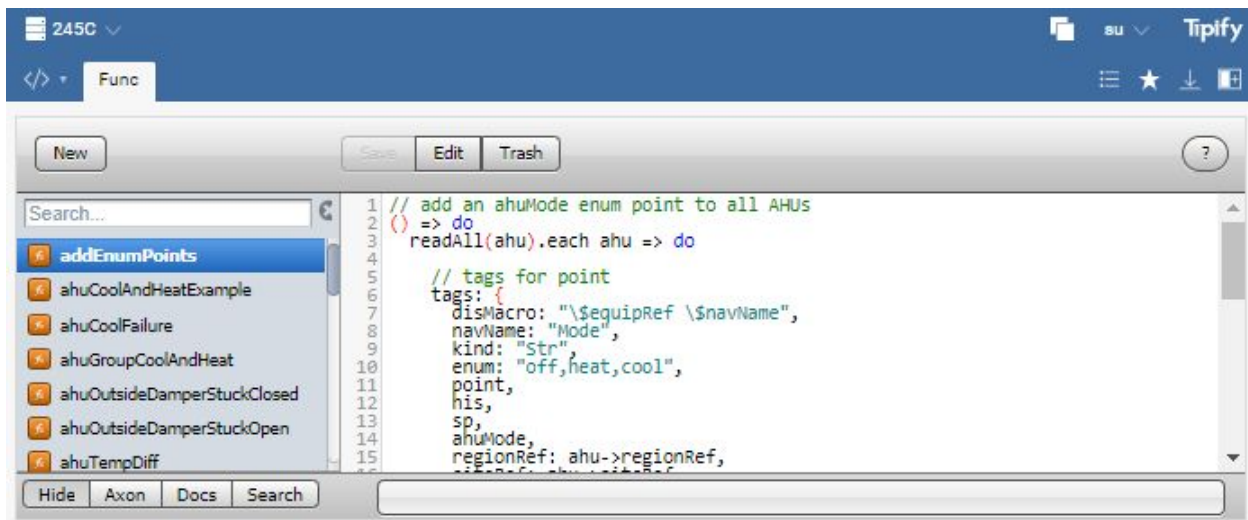 245C
su
Tipify
</>
Func
New
Save
Edit
Trash
?
Search...
addEnumPoints
ahuCoolAndHeatExample
ahuCoolFailure
ahuGroupCoolAndHeat
ahuOutsideDamperStuckClosed
ahuOutsideDamperStuckOpen
ahuTempDiff
1 // add an ahuMode enum point to all AHUs
2 () => do
3 readAll(ahu).each ahu => do
4
5 // tags for point
6 tags: {
7 disMacro: "\$equipRef \$navName",
8 navName: "Mode",
9 kind: "Str",
10 enum: "off,heat,cool",
11 point,
12 his,
13 sp,
14 ahuMode,
15 regionRef: ahu->regionRef,
Hide
Axon
Docs
Search